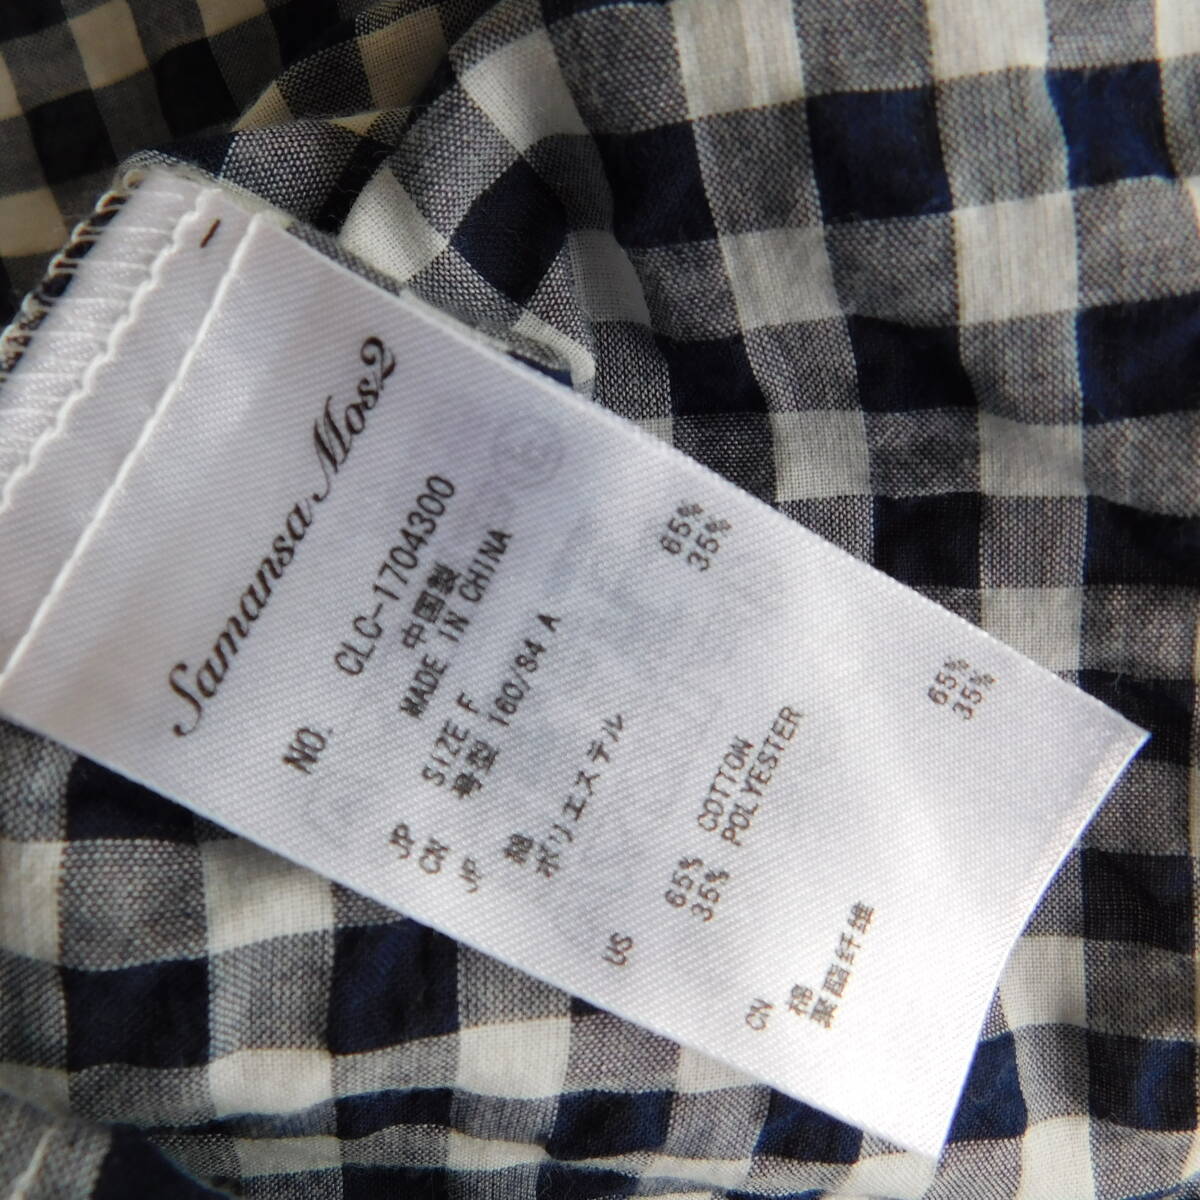 Samansa Mos2
NO. CLC-1704300
中国製
MADE IN CHINA
JP SIZE F
CN 号型 160/84 A
JP
綿 65%
ポリエステル 35%
US
65% COTTON
35% POLYESTER
CN
棉 65%
聚酯纤维 35%